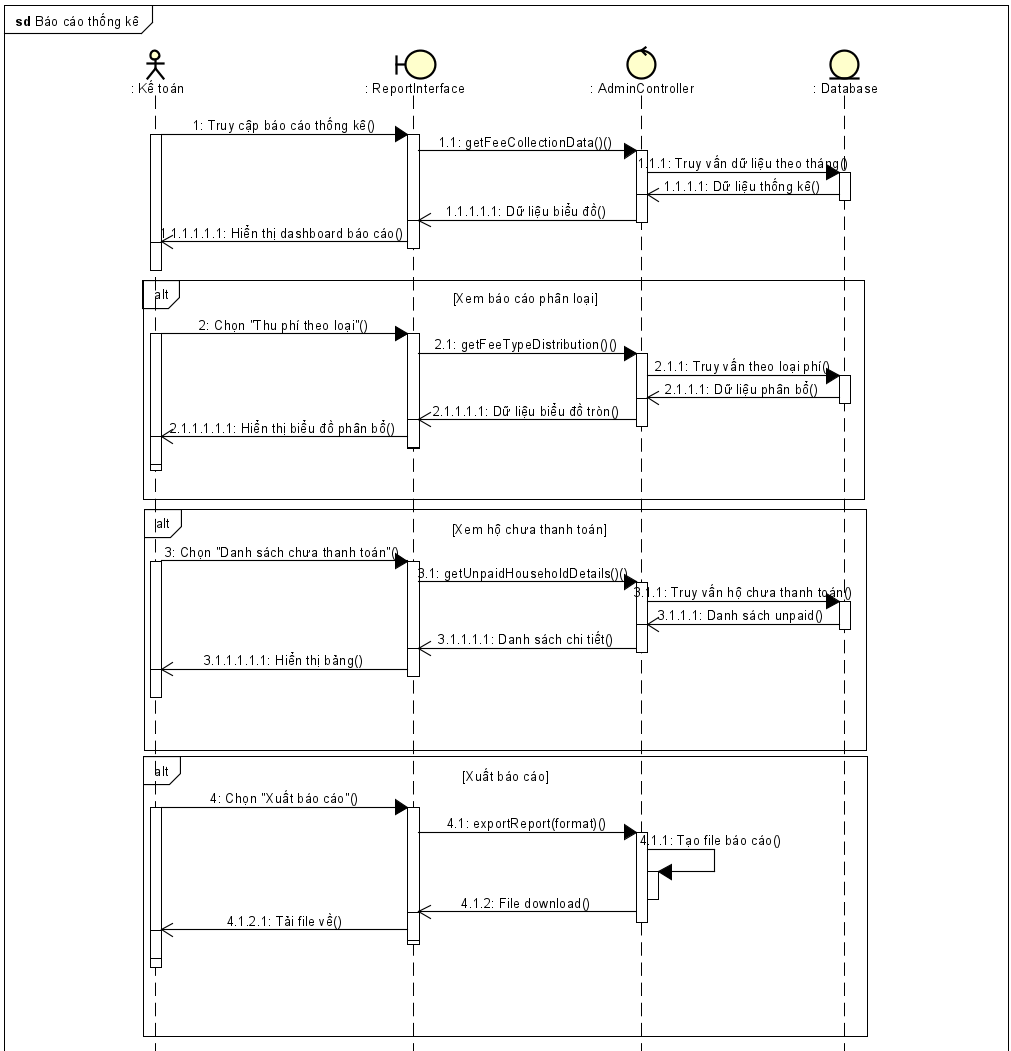 sd Báo cáo thống kê
: Kế toán
: ReportInterface
: AdminController
: Database
1: Truy cập báo cáo thống kê()
1.1: getFeeCollectionData()()
1.1.1: Truy vấn dữ liệu theo tháng()
1.1.1.1: Dữ liệu thống kê()
1.1.1.1.1: Dữ liệu biểu đồ()
1.1.1.1.1.1: Hiển thị dashboard báo cáo()
alt
[Xem báo cáo phân loại]
2: Chọn "Thu phí theo loại"()
2.1: getFeeTypeDistribution()()
2.1.1: Truy vấn theo loại phí()
2.1.1.1: Dữ liệu phân bổ()
2.1.1.1.1: Dữ liệu biểu đồ tròn()
2.1.1.1.1.1: Hiển thị biểu đồ phân bổ()
alt
[Xem hộ chưa thanh toán]
3: Chọn "Danh sách chưa thanh toán"()
3.1: getUnpaidHouseholdDetails()()
3.1.1: Truy vấn hộ chưa thanh toán()
3.1.1.1: Danh sách unpaid()
3.1.1.1.1: Danh sách chi tiết()
3.1.1.1.1.1: Hiển thị bảng()
alt
[Xuất báo cáo]
4: Chọn "Xuất báo cáo"()
4.1: exportReport(format)()
4.1.1: Tạo file báo cáo()
4.1.2: File download()
4.1.2.1: Tải file về()